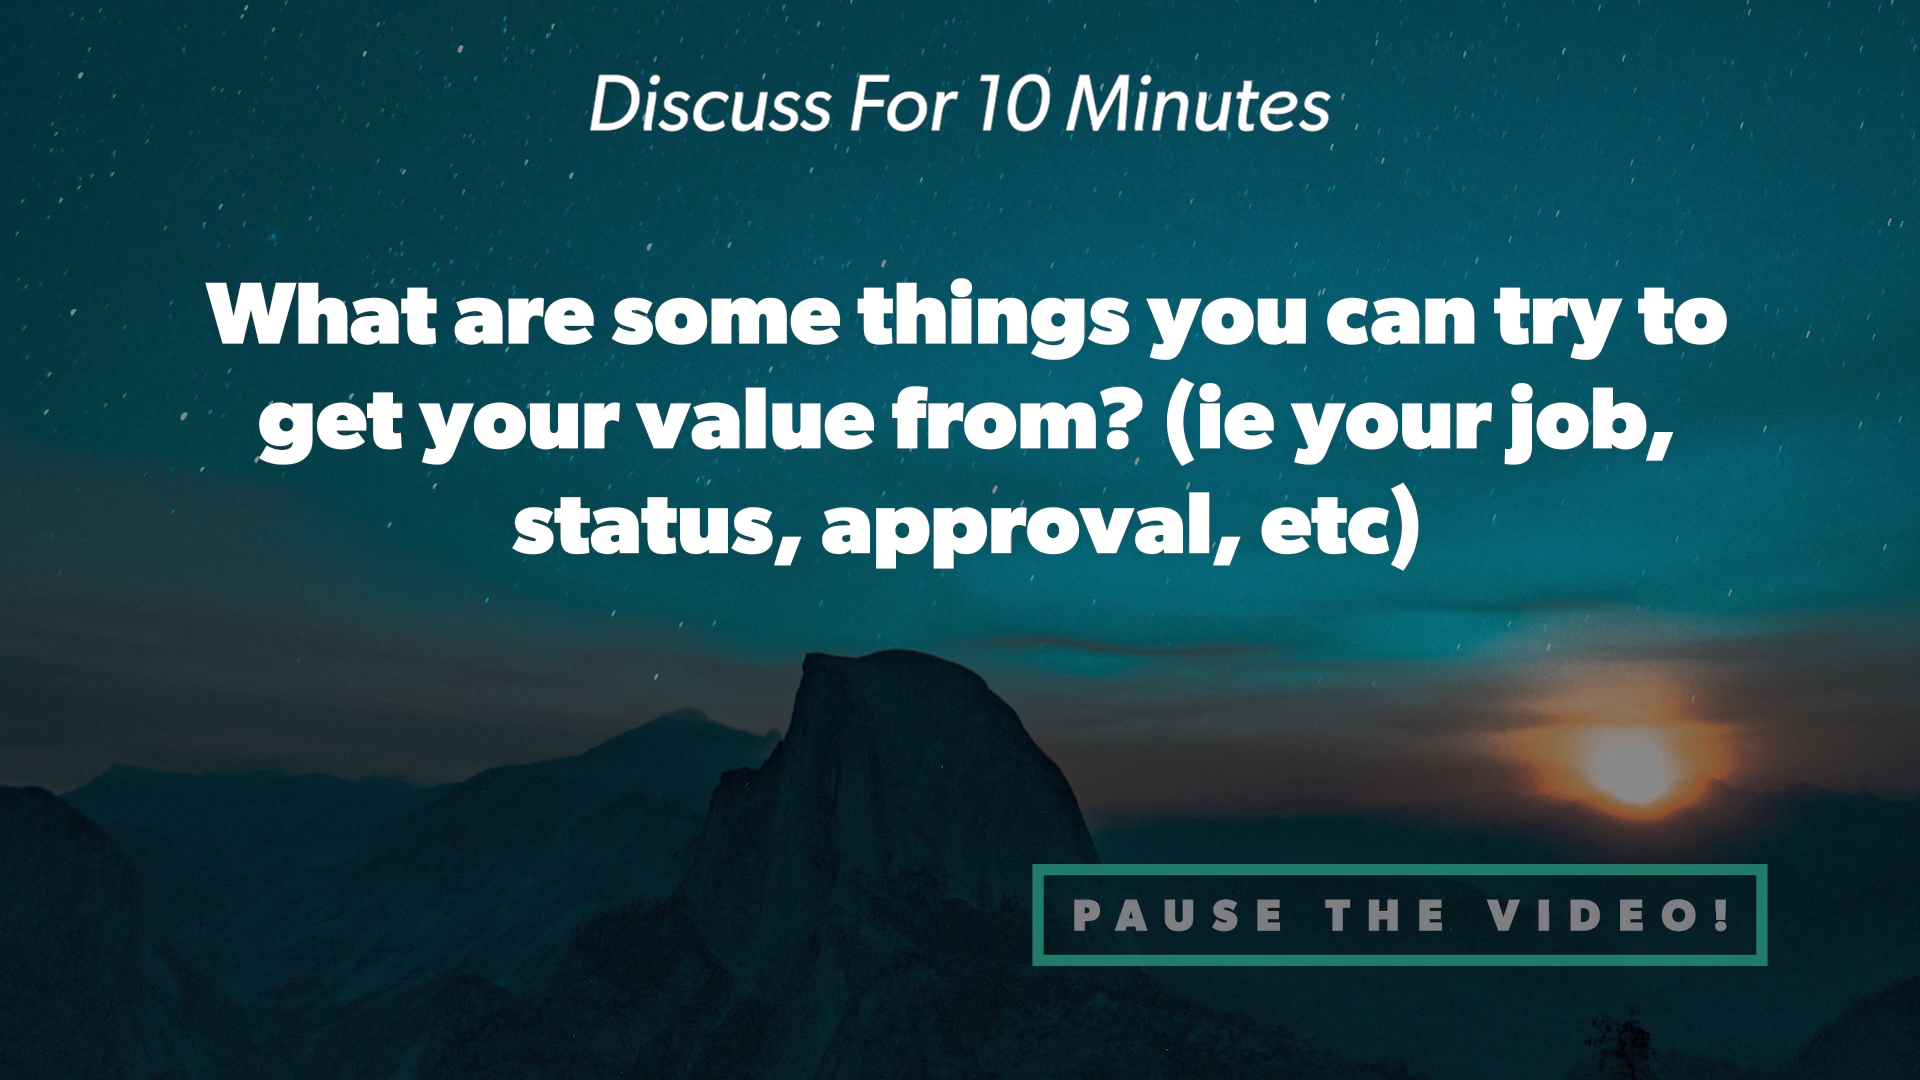 Discuss For 10 Minutes
What are some things you can try to
get your value from? (ie your job,
status, approval, etc)
PAUSE THE VIDEO!